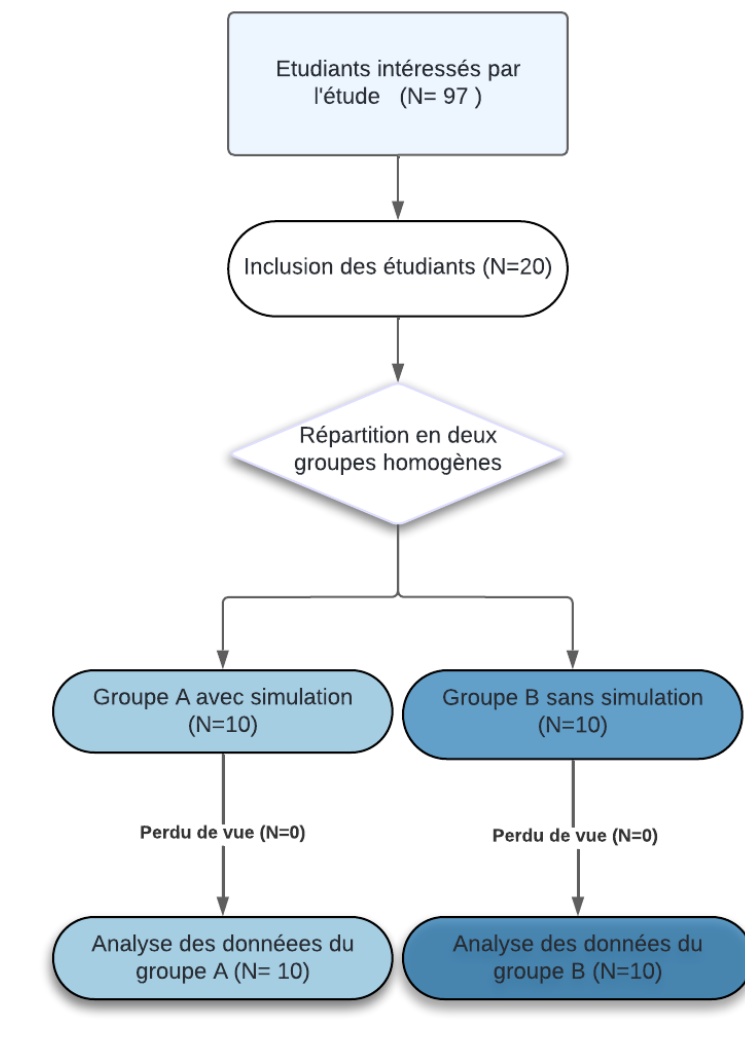 Etudiants intéressés par
l'étude (N= 97 )
Inclusion des étudiants (N=20)
Répartition en deux
groupes homogènes
Groupe A avec simulation
(N=10)
Groupe B sans simulation
(N=10)
Perdu de vue (N=0)
Perdu de vue (N=0)
Analyse des donnéees du
groupe A (N= 10)
Analyse des données du
groupe B (N=10)